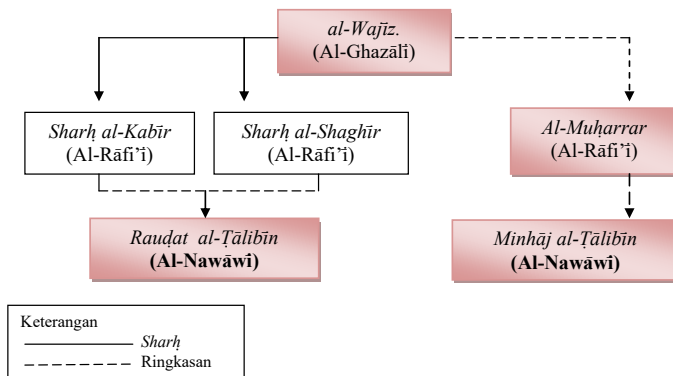 al-Wajīz.
(Al-Ghazālī)
Sharḥ al-Kabīr
(Al-Rāfi’ī)
Sharḥ al-Shaghīr
(Al-Rāfi’ī)
Al-Muḥarrar
(Al-Rāfi’ī)
Rauḍat al-Ṭālibīn
(Al-Nawāwī)
Minhāj al-Ṭālibīn
(Al-Nawāwī)
Keterangan
Sharḥ
Ringkasan